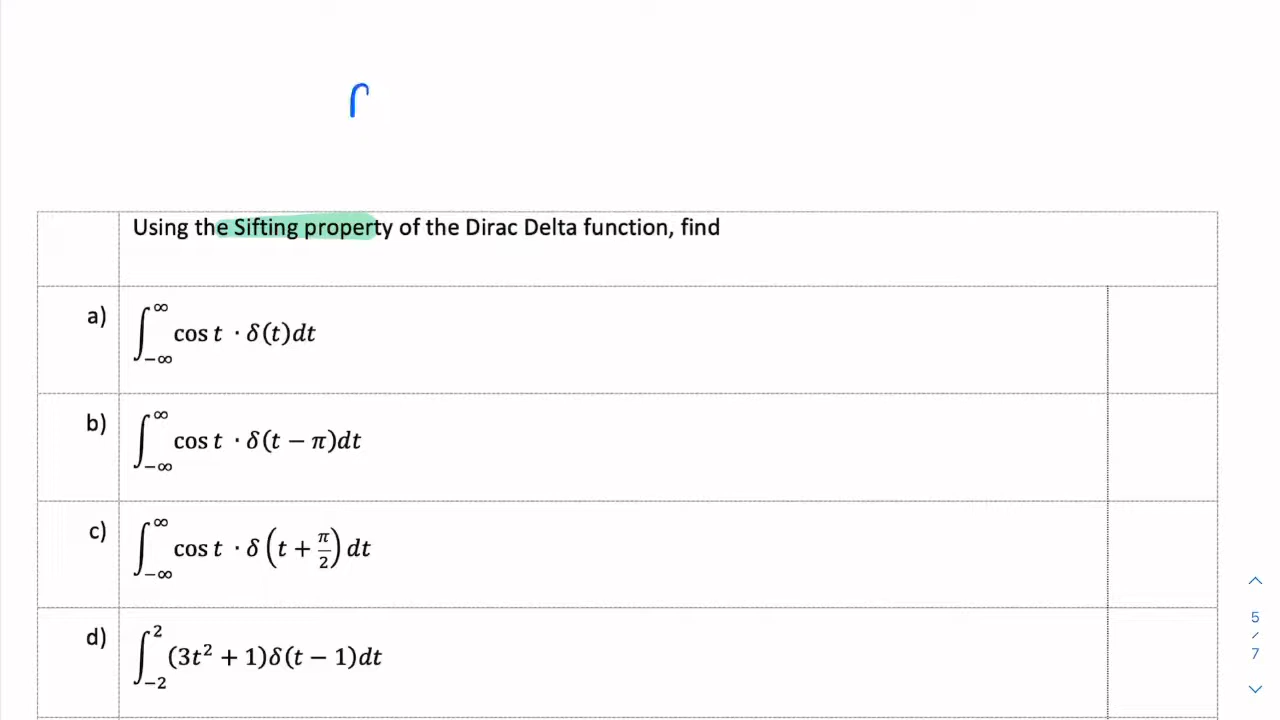 Using the Sifting property of the Dirac Delta function, find
a) ∫_{-∞}^{∞} cos t · δ(t)dt
b) ∫_{-∞}^{∞} cos t · δ(t − π)dt
c) ∫_{-∞}^{∞} cos t · δ(t + π/2) dt
d) ∫_{-2}^{2} (3t² + 1)δ(t − 1)dt
5
/
7